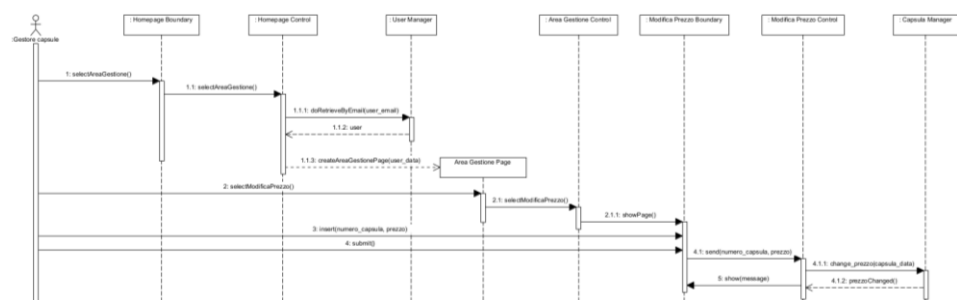 : Homepage Boundary
: Homepage Control
: User Manager
: Area Gestione Control
: Modifica Prezzo Boundary
: Modifica Prezzo Control
: Capsula Manager
:Gestore capsule
1: selectAreaGestione()
1.1: selectAreaGestione()
1.1.1: doRetrieveByEmail(user_email)
1.1.2: user
1.1.3: createAreaGestionePage(user_data)
Area Gestione Page
2: selectModificaPrezzo()
2.1: selectModificaPrezzo()
2.1.1: showPage()
3: insert(numero_capsula, prezzo)
4: submit()
4.1: send(numero_capsula, prezzo)
4.1.1: change_prezzo(capsula_data)
5: show(message)
4.1.2: prezzoChanged()